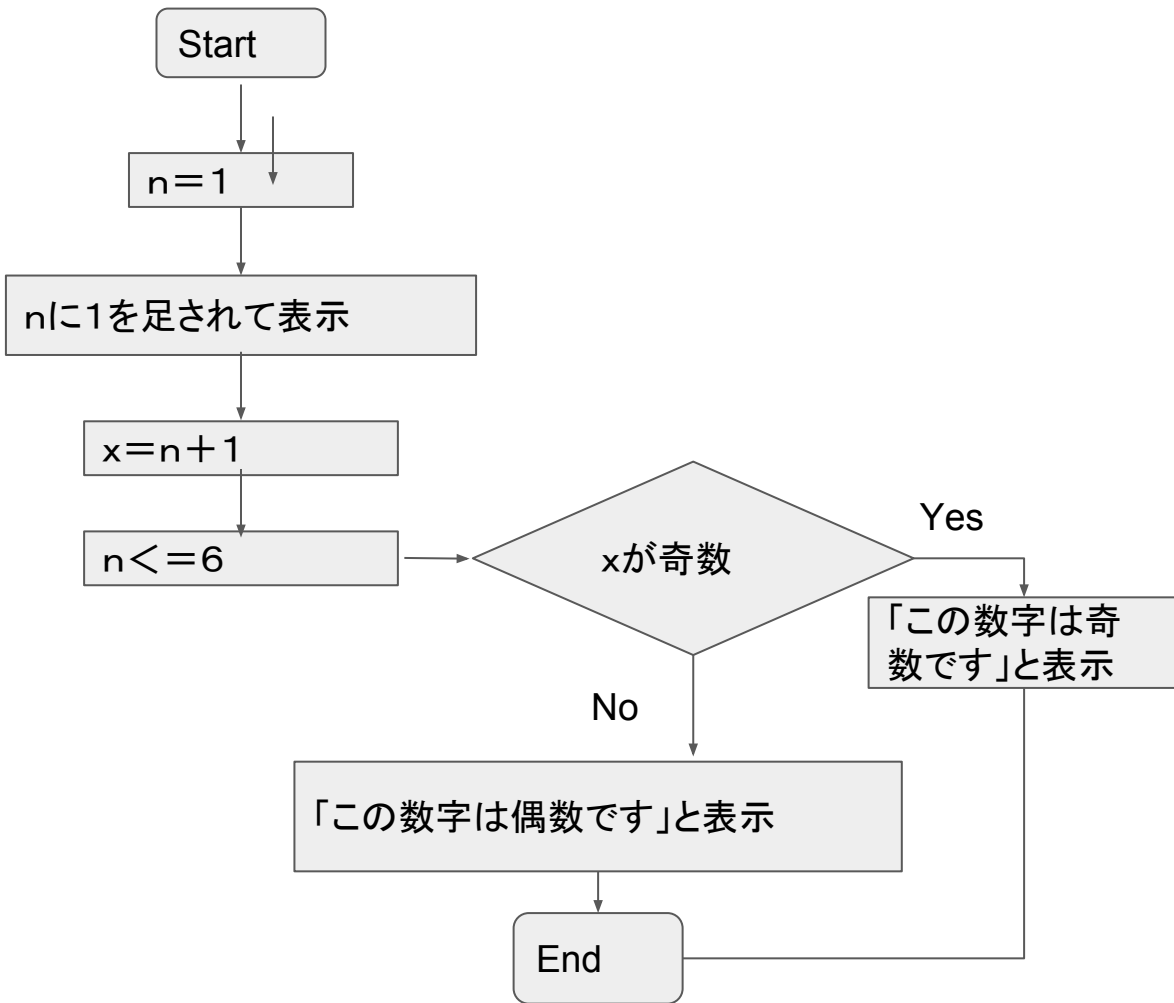 Start
n＝１
nに１を足されて表示
x＝n＋１
n＜＝６
xが奇数
Yes
「この数字は奇
数です」と表示
No
「この数字は偶数です」と表示
End